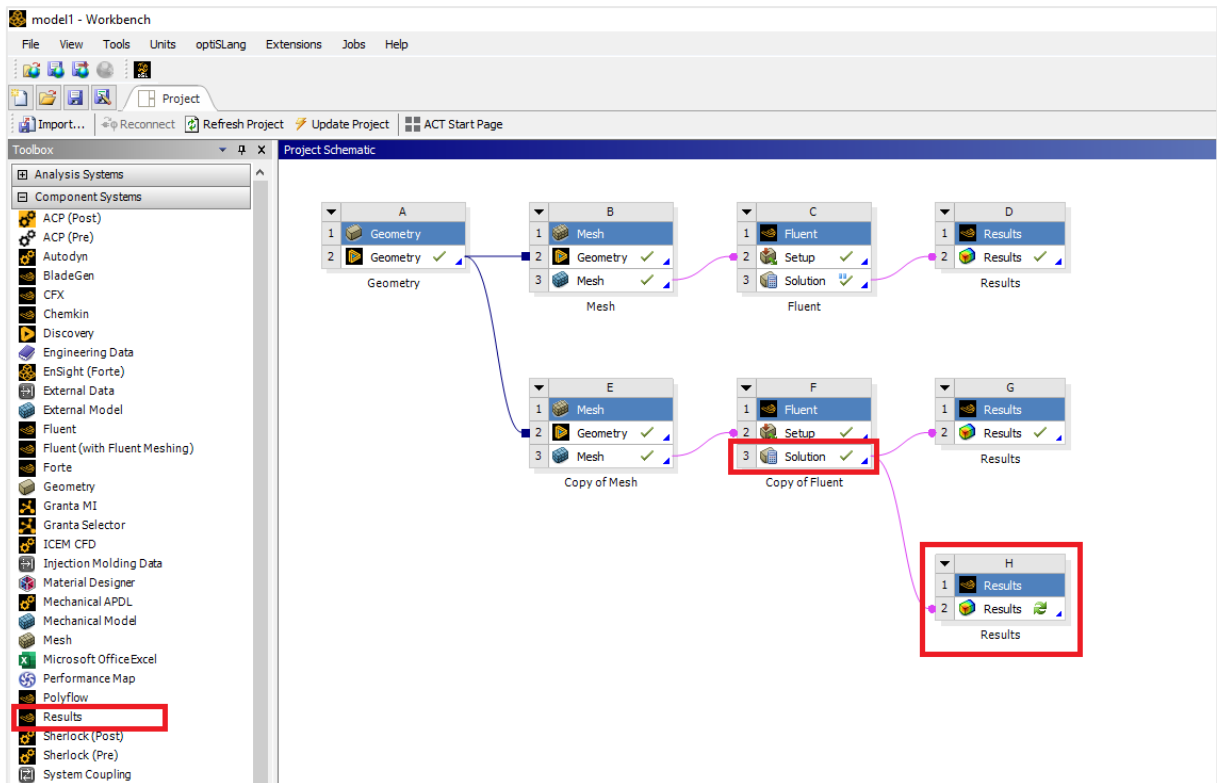 model1 - Workbench
File View Tools Units optiSLang Extensions Jobs Help
Project
Import... Reconnect Refresh Project Update Project ACT Start Page
Toolbox
Project Schematic
Analysis Systems
Component Systems
ACP (Post)
ACP (Pre)
Autodyn
BladeGen
CFX
Chemkin
Discovery
Engineering Data
EnSight (Forte)
External Data
External Model
Fluent
Fluent (with Fluent Meshing)
Forte
Geometry
Granta MI
Granta Selector
ICEM CFD
Injection Molding Data
Material Designer
Mechanical APDL
Mechanical Model
Mesh
Microsoft Office Excel
Performance Map
Polyflow
Results
Sherlock (Post)
Sherlock (Pre)
System Coupling
A
1 Geometry
2 Geometry
Geometry
B
1 Mesh
2 Geometry
3 Mesh
Mesh
C
1 Fluent
2 Setup
3 Solution
Fluent
D
1 Results
2 Results
Results
E
1 Mesh
2 Geometry
3 Mesh
Copy of Mesh
F
1 Fluent
2 Setup
3 Solution
Copy of Fluent
G
1 Results
2 Results
Results
H
1 Results
2 Results
Results